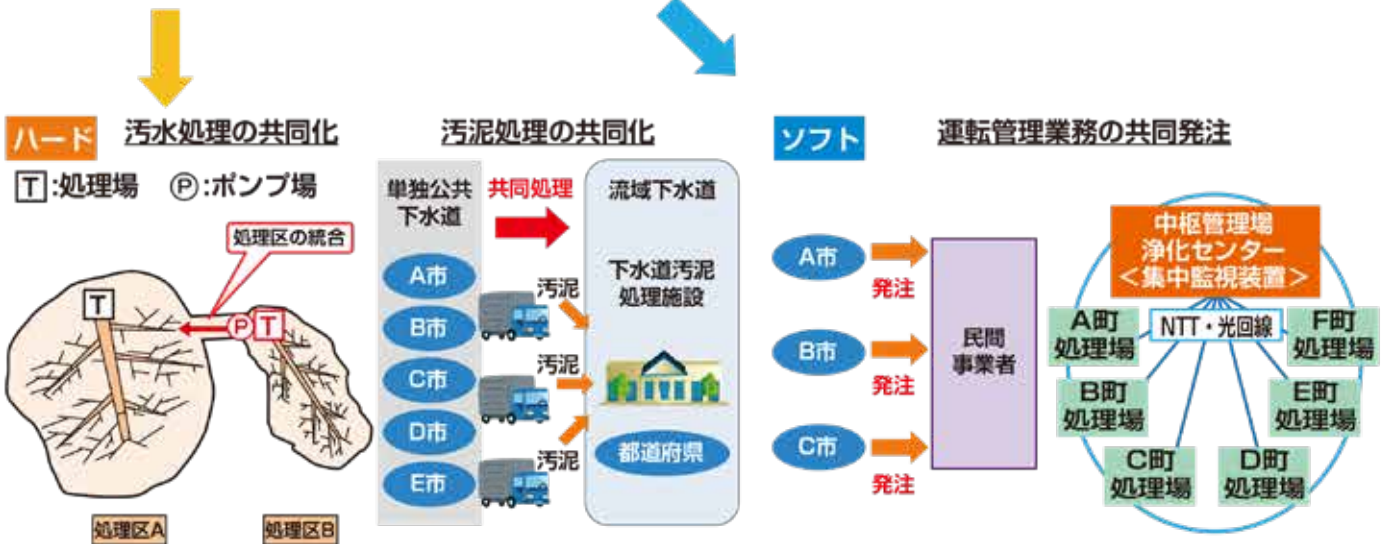 ハード
汚水処理の共同化
T:処理場 P:ポンプ場
処理区の統合
T
P
T
処理区A
処理区B
汚泥処理の共同化
単独公共
下水道
共同処理
流域下水道
A市
B市
C市
D市
E市
汚泥
汚泥
汚泥
下水道汚泥
処理施設
都道府県
ソフト
運転管理業務の共同発注
A市
発注
B市
発注
C市
発注
民間
事業者
中枢管理場
浄化センター
<集中監視装置>
NTT・光回線
A町
処理場
B町
処理場
C町
処理場
D町
処理場
E町
処理場
F町
処理場